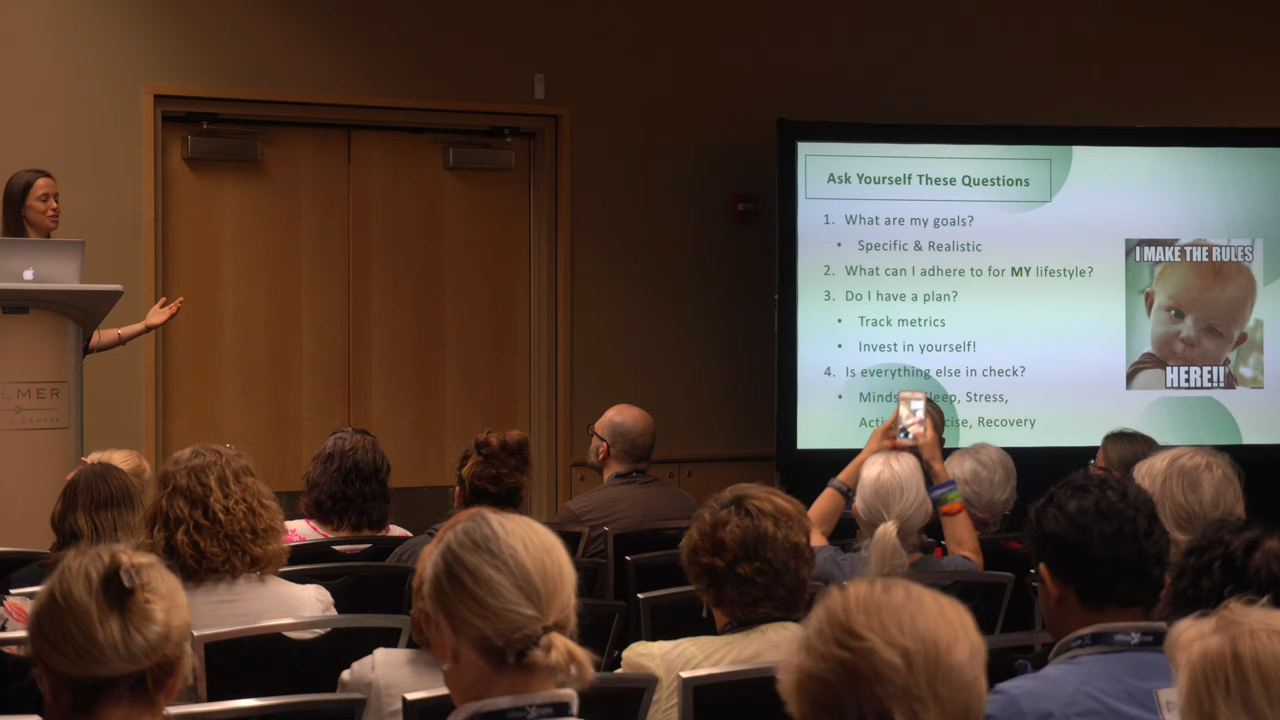 LMER
Ask Yourself These Questions
1. What are my goals?
• Specific & Realistic
2. What can I adhere to for MY lifestyle?
3. Do I have a plan?
• Track metrics
• Invest in yourself!
4. Is everything else in check?
• Stress,
Recovery
I MAKE THE RULES
HERE!!